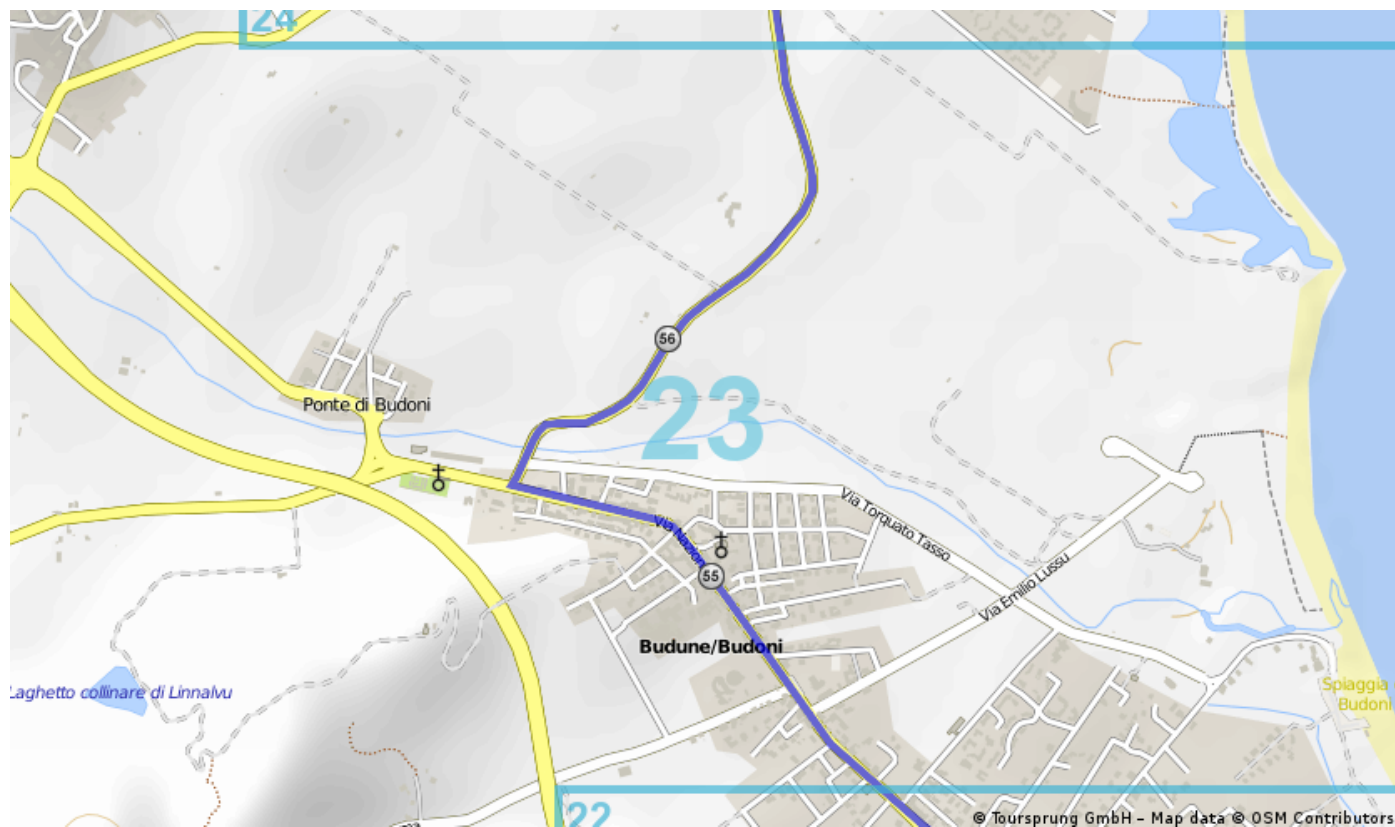 24
56
23
Ponte di Budoni
Via Torquato Tasso
Via Nazion
55
Via Emilio Lussu
Budune/Budoni
Laghetto collinare di Linnalvu
Spiaggia
Budoni
22
© Toursprung GmbH – Map data © OSM Contributors